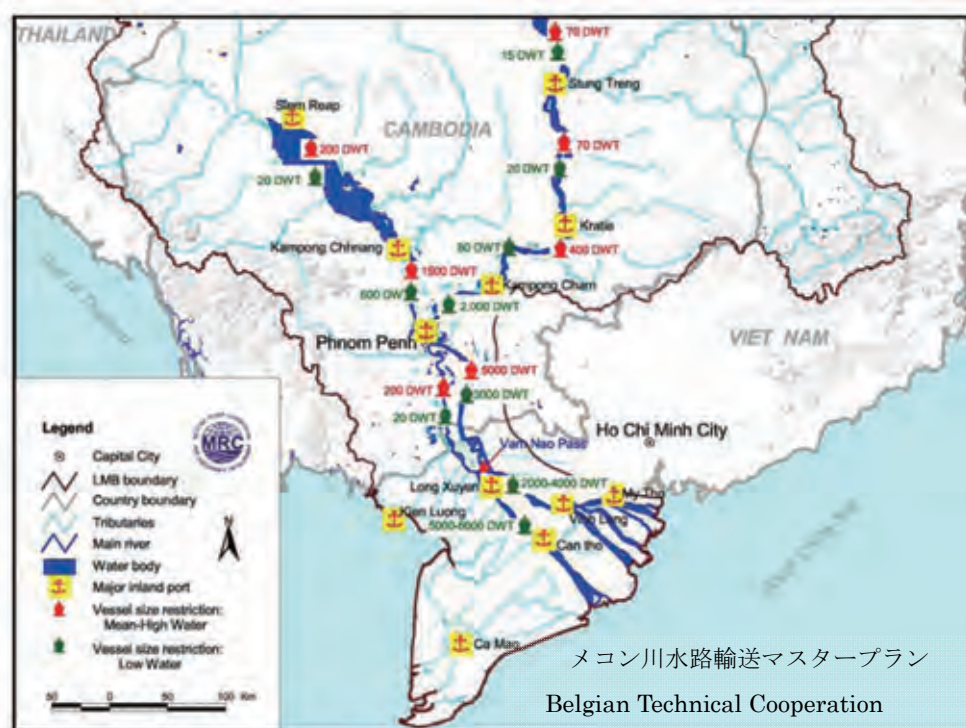 THAILAND
70 DWT
15 DWT
Stung Treng
Siem Reap
CAMBODIA
200 DWT
70 DWT
20 DWT
20 DWT
Kratie
Kampong Chhnang
80 DWT
400 DWT
1500 DWT
Kampong Cham
600 DWT
2,000 DWT
Phnom Penh
VIET NAM
5000 DWT
200 DWT
3000 DWT
20 DWT
Ho Chi Minh City
Vam Nao Pass
Long Xuyen
2000-4000 DWT
My Tho
Kien Luong
Vinh Long
5000-6000 DWT
Can tho
Ca Mau
Legend
MRC
Capital City
LMB boundary
Country boundary
Tributaries
Main river
Water body
Major inland port
Vessel size restriction:
Mean-High Water
Vessel size restriction:
Low Water
N
50 0 50 100 Km
メコン川水路輸送マスタープラン
Belgian Technical Cooperation